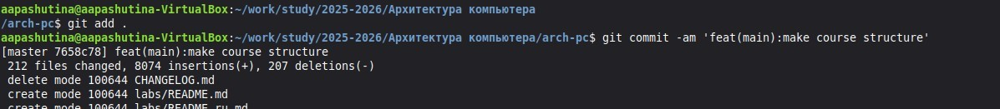 aapashutina@aapashutina-VirtualBox:~/work/study/2025-2026/Архитектура компьютера
/arch-pc$ git add .
aapashutina@aapashutina-VirtualBox:~/work/study/2025-2026/Архитектура компьютера/arch-pc$ git commit -am 'feat(main):make course structure'
[master 7658c78] feat(main):make course structure
 212 files changed, 8074 insertions(+), 207 deletions(-)
 delete mode 100644 CHANGELOG.md
 create mode 100644 labs/README.md
 create mode 100644 labs/README.ru.md